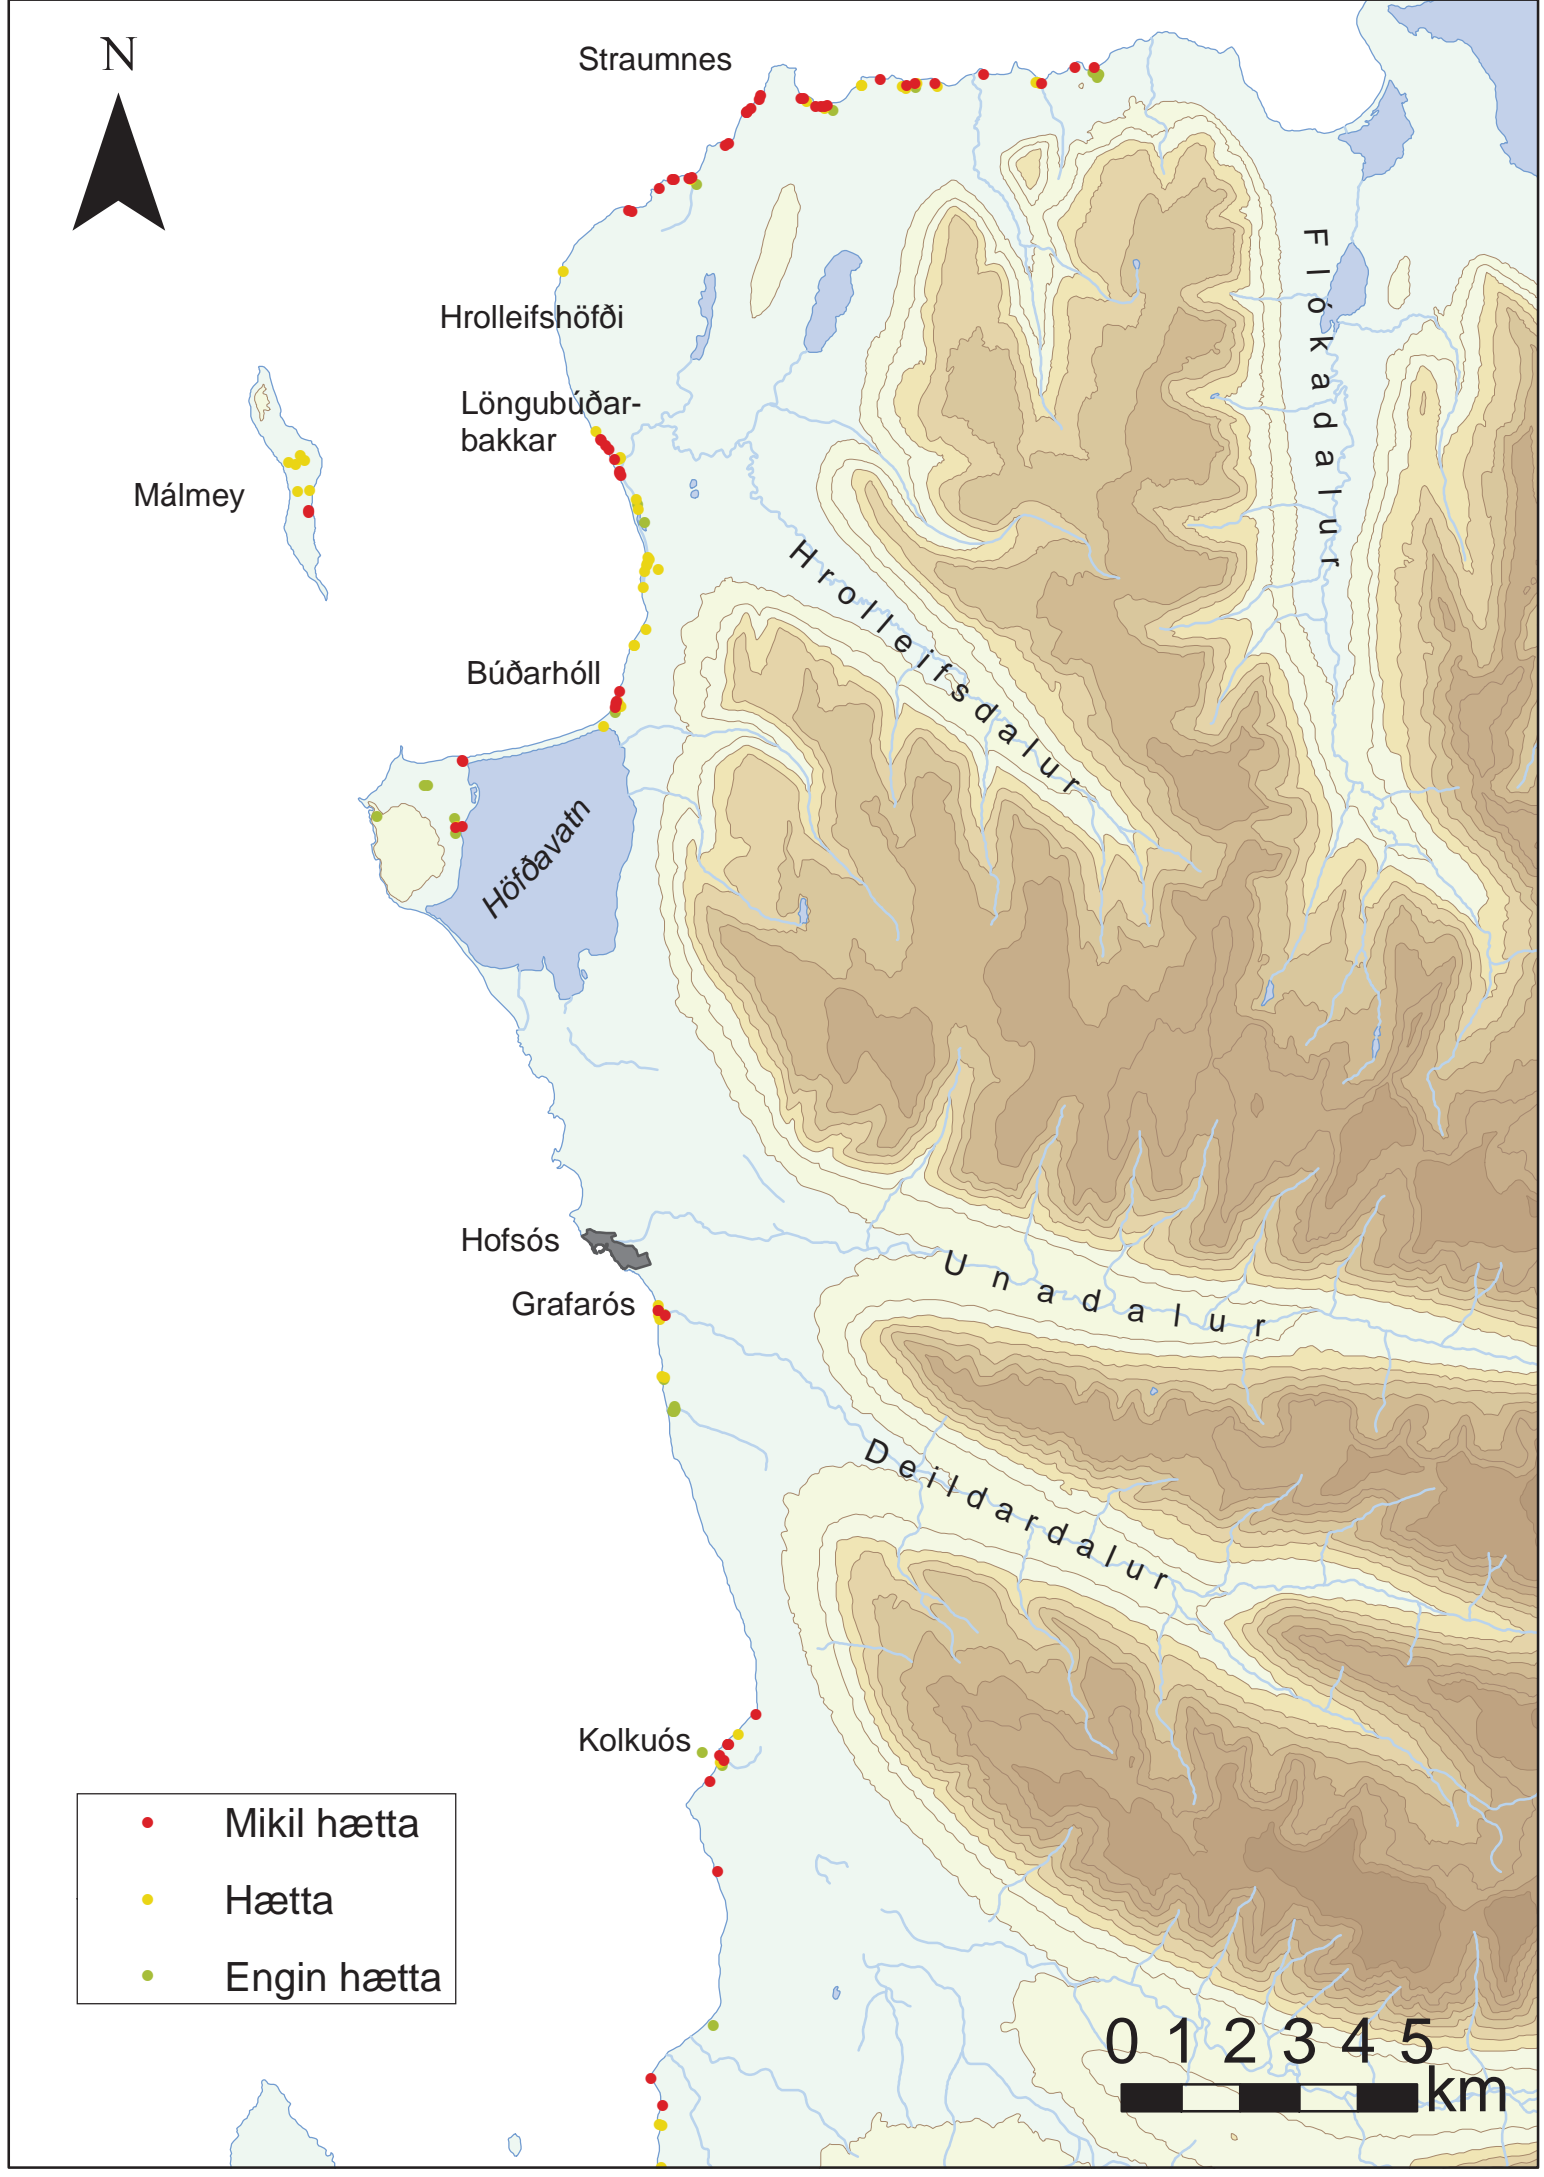 N
Straumnes
Flókadalur
Hrolleifshöfði
Löngubúðar-
bakkar
Málmey
Hrolleifsdalur
Búðarhóll
Höfðavatn
Hofsós
Unadalur
Grafarós
Deildardalur
Kolkuós
Mikil hætta
Hætta
Engin hætta
0 1 2 3 4 5
km